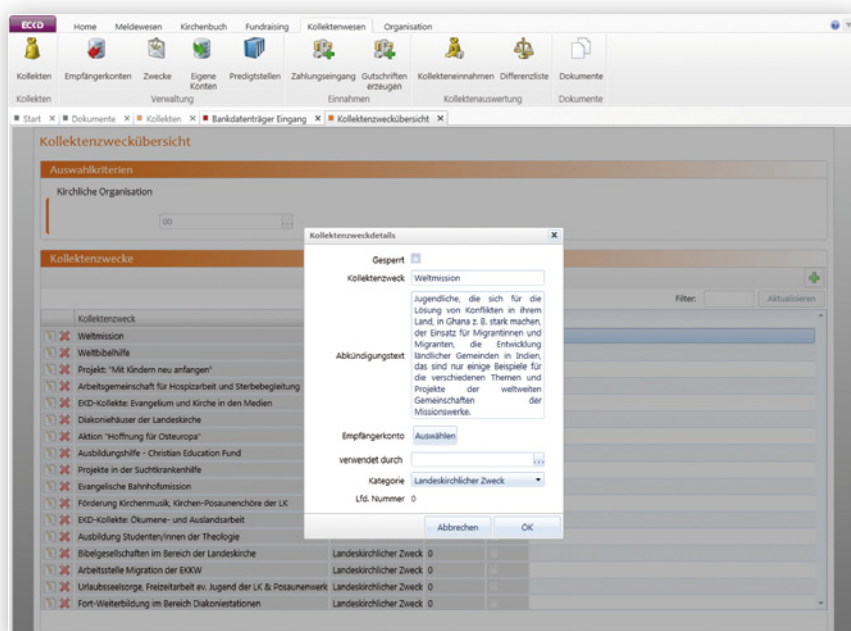 ECKD Home Meldewesen Kirchenbuch Fundraising Kollektenwesen Organisation
Kollekten Empfängerkonten Zwecke Eigene Konten Predigtstellen Zahlungseingang Gutschriften erzeugen Kollekteneinnahmen Differenzliste Dokumente
Kollekten Verwaltung Einnahmen Kollektenauswertung Dokumente
Start Dokumente Kollekten Bankdatenträger Eingang Kollektenzweckübersicht
Kollektenzweckübersicht
Auswahlkriterien
Kirchliche Organisation
00
Kollektenzwecke
Filter: Aktualisieren
Kollektenzweck
Weltmission
Weltbibelhilfe
Projekt: "Mit Kindern neu anfangen"
Arbeitsgemeinschaft für Hospizarbeit und Sterbebegleitung
EKD-Kollekte: Evangelium und Kirche in den Medien
Diakoniehäuser der Landeskirche
Aktion "Hoffnung für Osteuropa"
Ausbildungshilfe - Christian Education Fund
Projekte in der Suchtkrankenhilfe
Evangelische Bahnhofsmission
Förderung Kirchenmusik, Kirchen-Posaunenchöre der LK
EKD-Kollekte: Ökumene- und Auslandsarbeit
Ausbildung Studenten/innen der Theologie
Bibelgesellschaften im Bereich der Landeskirche Landeskirchlicher Zweck 0
Arbeitsstelle Migration der EKKW Landeskirchlicher Zweck 0
Urlaubsseelsorge, Freizeitarbeit ev. Jugend der LK & Posaunenwerk Landeskirchlicher Zweck 0
Fort-Weiterbildung im Bereich Diakoniestationen Landeskirchlicher Zweck 0
Kollektenzweckdetails
Gesperrt
Kollektenzweck Weltmission
Abkündigungstext
Jugendliche, die sich für die
Lösung von Konflikten in ihrem
Land, in Ghana z. B. stark machen,
der Einsatz für Migrantinnen und
Migranten, die Entwicklung
ländlicher Gemeinden in Indien,
das sind nur einige Beispiele für
die verschiedenen Themen und
Projekte der weltweiten
Gemeinschaften der
Missionswerke.
Empfängerkonto Auswählen
verwendet durch ...
Kategorie Landeskirchlicher Zweck
Lfd. Nummer 0
Abbrechen OK